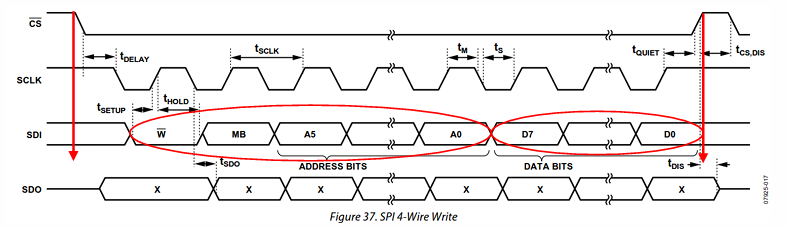 CS
tDELAY
tSCLK
tM
tS
tQUIET
tCS,DIS
SCLK
tSETUP
tHOLD
SDI
W
MB
A5
A0
D7
D0
tSDO
ADDRESS BITS
DATA BITS
tDIS
SDO
X
X
X
X
X
X
X
07925-017
Figure 37. SPI 4-Wire Write